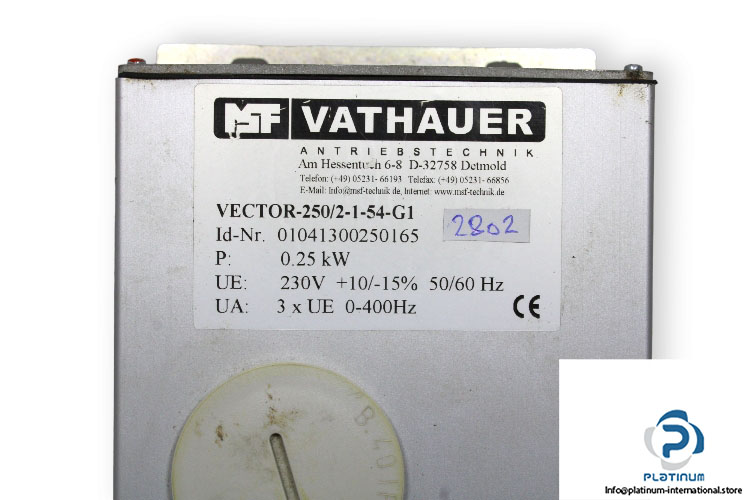 MSF VATHAUER
ANTRIEBSTECHNIK
Am Hessentuch 6-8 D-32758 Detmold
Telefon: (+49) 05231- 66193 Telefax: (+49) 05231- 66856
E-Mail: Info@msf-technik.de, Internet: www.msf-technik.de
VECTOR-250/2-1-54-G1
2802
Id-Nr. 01041300250165
P: 0.25 kW
UE: 230V +10/-15% 50/60 Hz
UA: 3 x UE 0-400Hz
CE
PLATINUM
Info@platinum-international.store